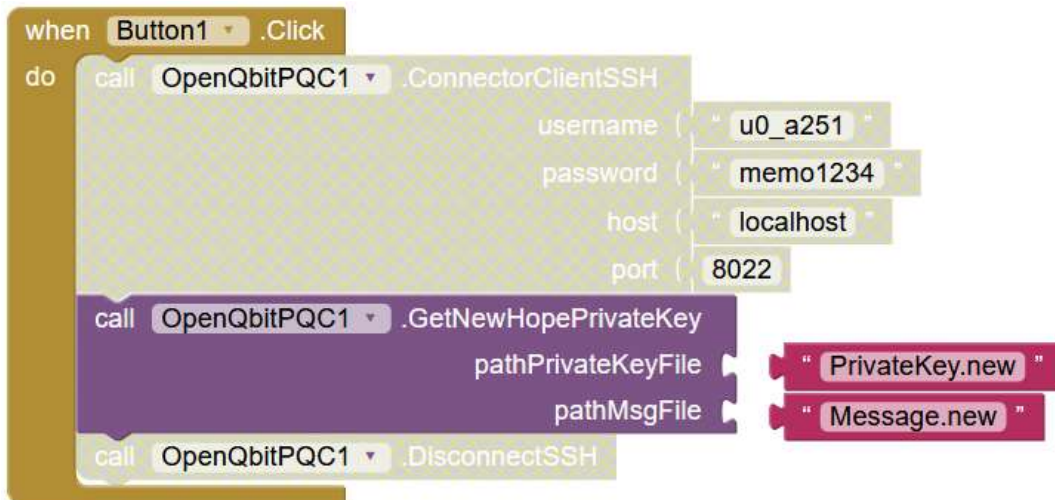 when Button1 .Click
do call OpenQbitPQC1 .ConnectorClientSSH
username " u0_a251 "
password " memo1234 "
host " localhost "
port 8022
call OpenQbitPQC1 .GetNewHopePrivateKey
pathPrivateKeyFile " PrivateKey.new "
pathMsgFile " Message.new "
call OpenQbitPQC1 .DisconnectSSH